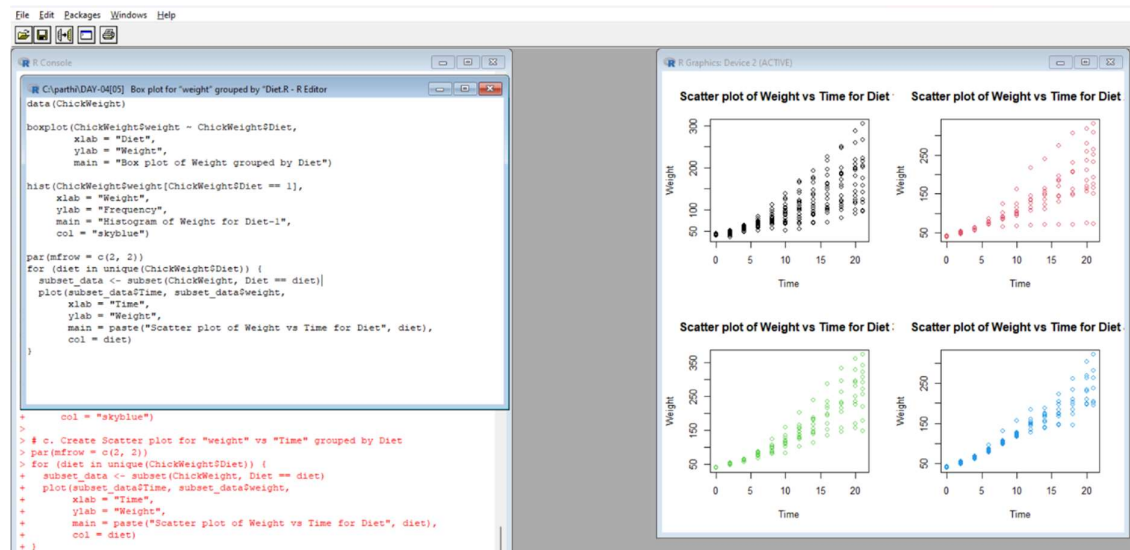 File Edit Packages Windows Help
R Console
C:\parthi\DAY-04[05] Box plot for "weight" grouped by "Diet.R - R Editor
data(ChickWeight)
boxplot(ChickWeight$weight ~ ChickWeight$Diet,
xlab = "Diet",
ylab = "Weight",
main = "Box plot of Weight grouped by Diet")
hist(ChickWeight$weight[ChickWeight$Diet == 1],
xlab = "Weight",
ylab = "Frequency",
main = "Histogram of Weight for Diet-1",
col = "skyblue")
par(mfrow = c(2, 2))
for (diet in unique(ChickWeight$Diet)) {
subset_data <- subset(ChickWeight, Diet == diet)
plot(subset_data$Time, subset_data$weight,
xlab = "Time",
ylab = "Weight",
main = paste("Scatter plot of Weight vs Time for Diet", diet),
col = diet)
}
+ col = "skyblue")
>
> # c. Create Scatter plot for "weight" vs "Time" grouped by Diet
> par(mfrow = c(2, 2))
> for (diet in unique(ChickWeight$Diet)) {
+ subset_data <- subset(ChickWeight, Diet == diet)
+ plot(subset_data$Time, subset_data$weight,
+ xlab = "Time",
+ ylab = "Weight",
+ main = paste("Scatter plot of Weight vs Time for Diet", diet),
+ col = diet)
+ }
R Graphics: Device 2 (ACTIVE)
Scatter plot of Weight vs Time for Diet
Weight
50 100 200 300
0 5 10 15 20
Time
Scatter plot of Weight vs Time for Diet
Weight
50 150 250
0 5 10 15 20
Time
Scatter plot of Weight vs Time for Diet
Weight
50 150 250 350
0 5 10 15 20
Time
Scatter plot of Weight vs Time for Diet
Weight
50 150 250
0 5 10 15 20
Time